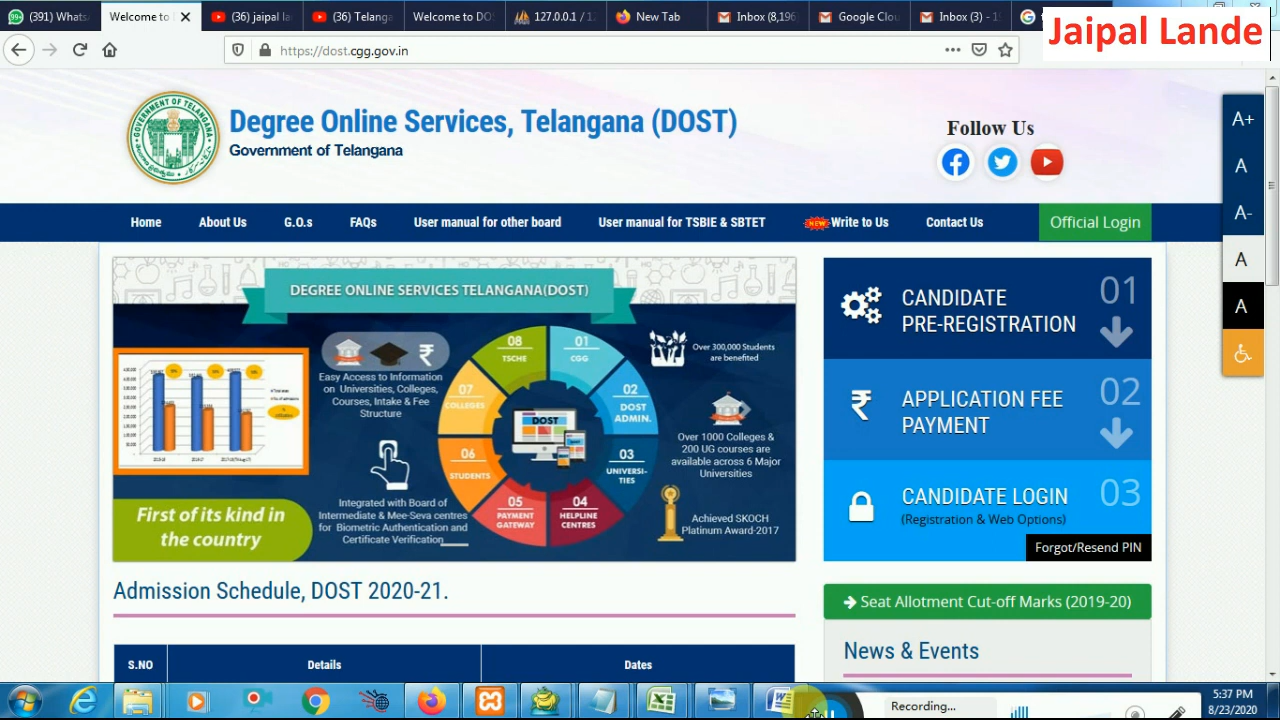 (391) Whats
Welcome to
(36) jaipal la
(36) Telanga
Welcome to DO
127.0.0.1 / 12
New Tab
Inbox (8,196
Google Clou
Inbox (3) - 19
Jaipal Lande
https://dost.cgg.gov.in
GOVERNMENT OF TELANGANA
Degree Online Services, Telangana (DOST)
Government of Telangana
Follow Us
A+
A
A-
A
A
Home
About Us
G.O.s
FAQs
User manual for other board
User manual for TSBIE & SBTET
NEW
Write to Us
Contact Us
Official Login
DEGREE ONLINE SERVICES TELANGANA(DOST)
Easy Access to Information
on Universities, Colleges,
Courses, Intake & Fee
Structure
Integrated with Board of
Intermediate & Mee-Seva centres
for Biometric Authentication and
Certificate Verification
First of its kind in
the country
01
CGG
02
DOST
ADMIN.
03
UNIVERSI-
TIES
04
HELPLINE
CENTRES
05
PAYMENT
GATEWAY
06
STUDENTS
07
COLLEGES
08
TSCHE
DOST
Over 300,000 Students
are benefited
Over 1000 Colleges &
200 UG courses are
available across 6 Major
Universities
Achieved SKOCH
Platinum Award-2017
CANDIDATE
PRE-REGISTRATION
01
APPLICATION FEE
PAYMENT
02
CANDIDATE LOGIN
(Registration & Web Options)
03
Forgot/Resend PIN
Admission Schedule, DOST 2020-21.
S.NO
Details
Dates
Seat Allotment Cut-off Marks (2019-20)
News & Events
Recording...
5:37 PM
8/23/2020